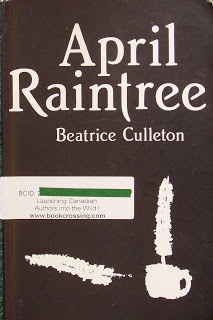 April
Raintree
Beatrice Culleton
BCID:
Launching Canadian
Authors into the Wild !
www.bookcrossing.com